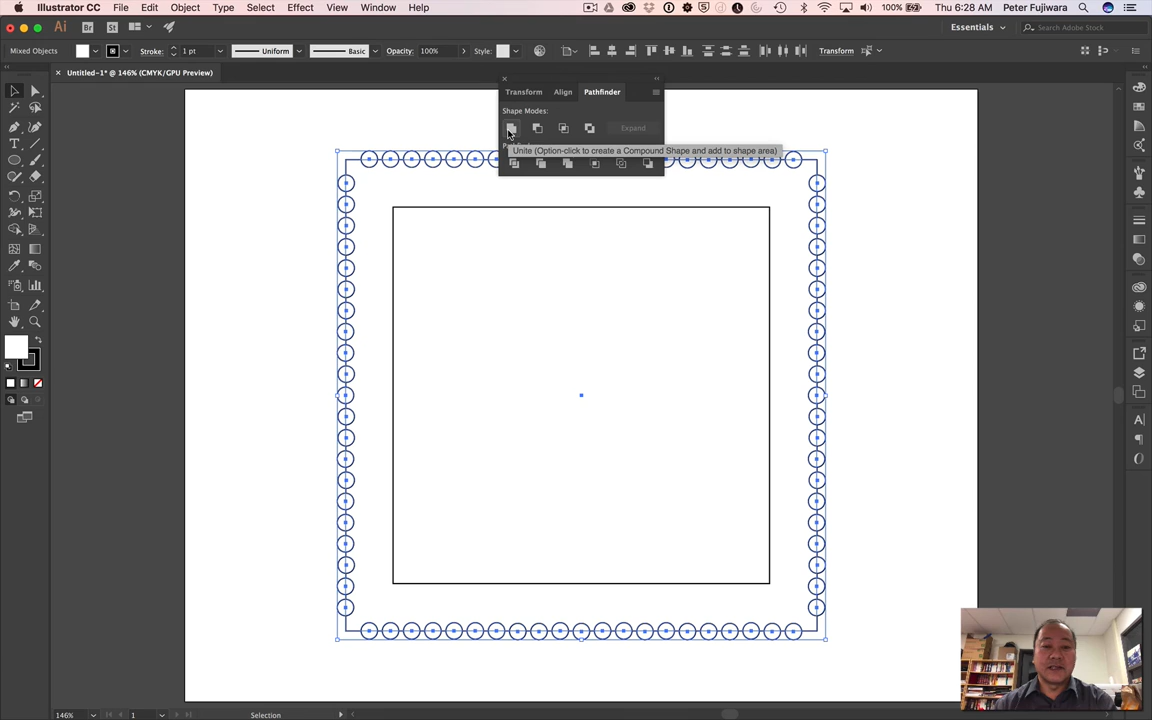 Illustrator CC File Edit Object Type Select Effect View Window Help 100% Thu 6:28 AM Peter Fujiwara
Ai Br St Essentials Search Adobe Stock
Mixed Objects Stroke: 1 pt Uniform Basic Opacity: 100% Style: Transform
× Untitled-1* @ 146% (CMYK/GPU Preview)
Transform Align Pathfinder
Shape Modes:
Expand
Unite (Option-click to create a Compound Shape and add to shape area)
146% 1 Selection